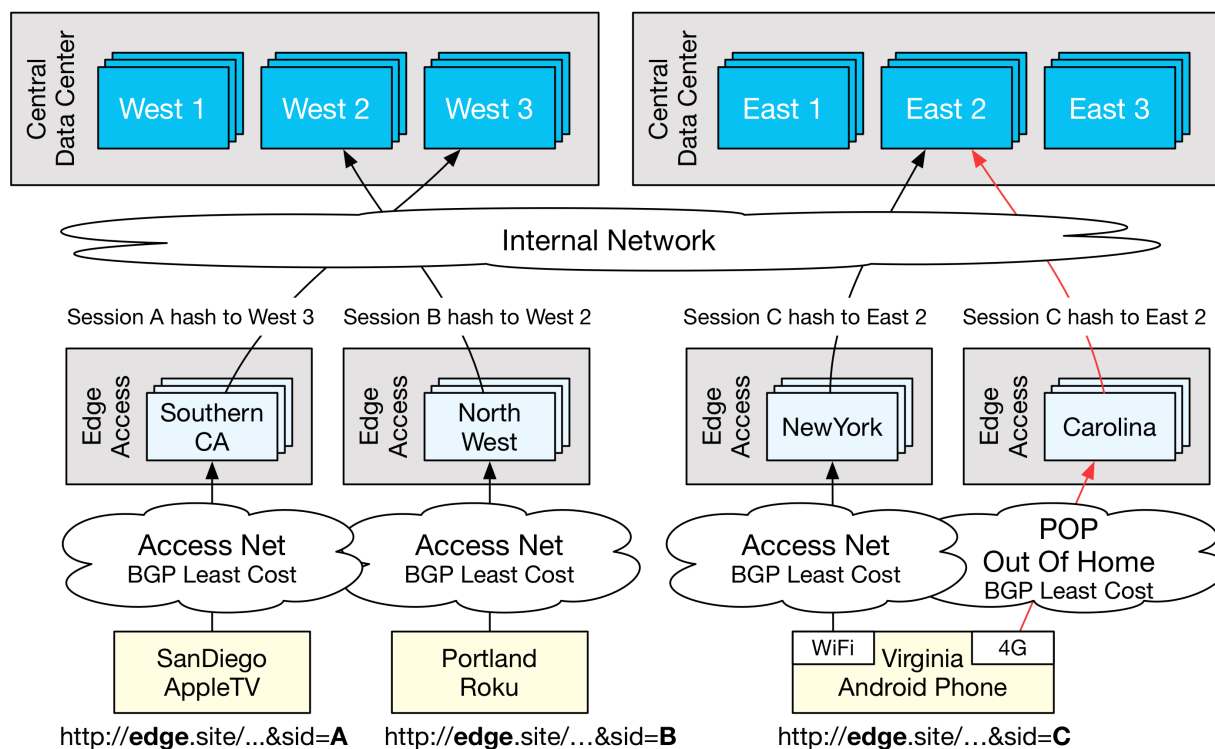 Central
Data Center
West 1
West 2
West 3
Central
Data Center
East 1
East 2
East 3
Internal Network
Session A hash to West 3
Session B hash to West 2
Session C hash to East 2
Session C hash to East 2
Edge
Access
Southern
CA
Edge
Access
North
West
Edge
Access
NewYork
Edge
Access
Carolina
Access Net
BGP Least Cost
Access Net
BGP Least Cost
Access Net
BGP Least Cost
POP
Out Of Home
BGP Least Cost
SanDiego
AppleTV
Portland
Roku
WiFi
4G
Virginia
Android Phone
http://edge.site/...&sid=A
http://edge.site/...&sid=B
http://edge.site/...&sid=C